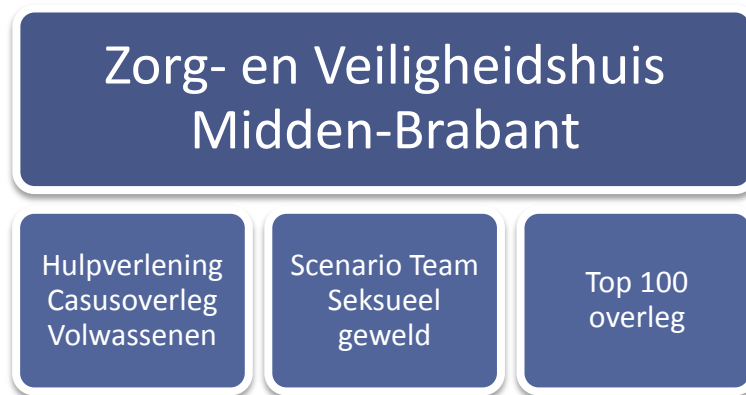 Zorg- en Veiligheidshuis
Midden-Brabant
Hulpverlening
Casusoverleg
Volwassenen
Scenario Team
Seksueel
geweld
Top 100
overleg